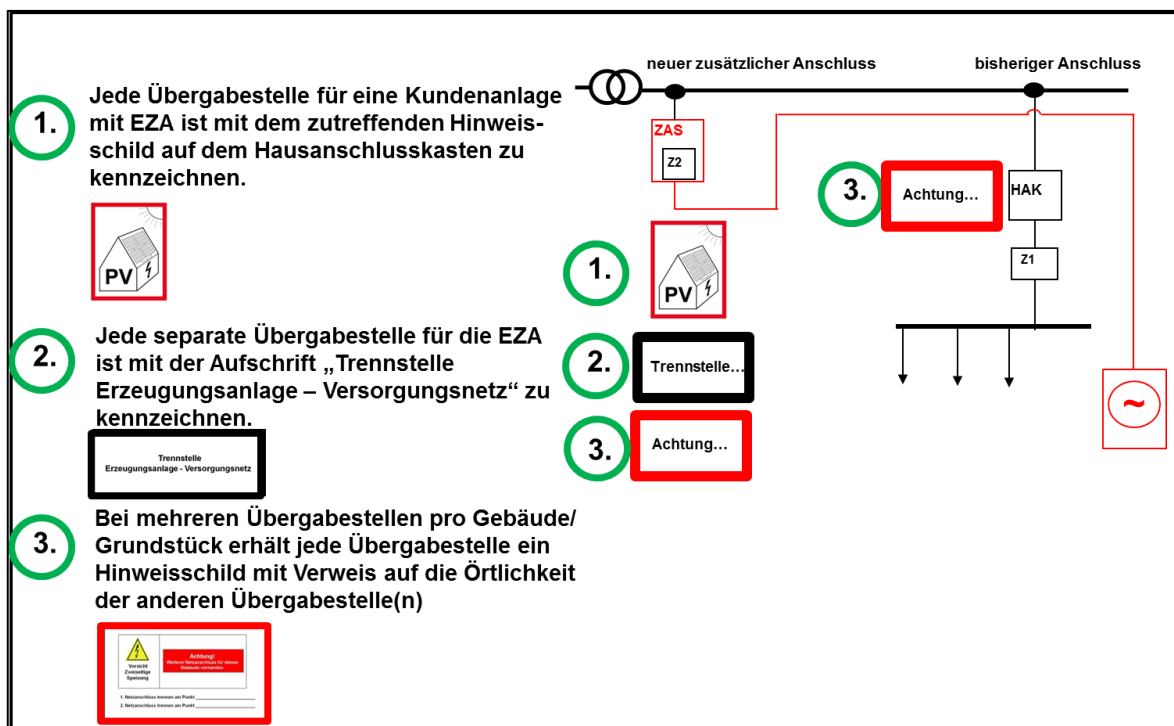 1.
Jede Übergabestelle für eine Kundenanlage
mit EZA ist mit dem zutreffenden Hinweis-
schild auf dem Hausanschlusskasten zu
kennzeichnen.
PV
2.
Jede separate Übergabestelle für die EZA
ist mit der Aufschrift „Trennstelle
Erzeugungsanlage – Versorgungsnetz“ zu
kennzeichnen.
Trennstelle
Erzeugungsanlage - Versorgungsnetz
3.
Bei mehreren Übergabestellen pro Gebäude/
Grundstück erhält jede Übergabestelle ein
Hinweisschild mit Verweis auf die Örtlichkeit
der anderen Übergabestelle(n)
Vorsicht
Zweiseitige
Speisung
Achtung!
Weiterer Netzanschluss für dieses
Gebäude vorhanden
1. Netzanschluss trennen am Punkt
2. Netzanschluss trennen am Punkt
neuer zusätzlicher Anschluss
bisheriger Anschluss
ZAS
Z2
3.
Achtung...
HAK
Z1
1.
PV
2.
Trennstelle...
3.
Achtung...
~